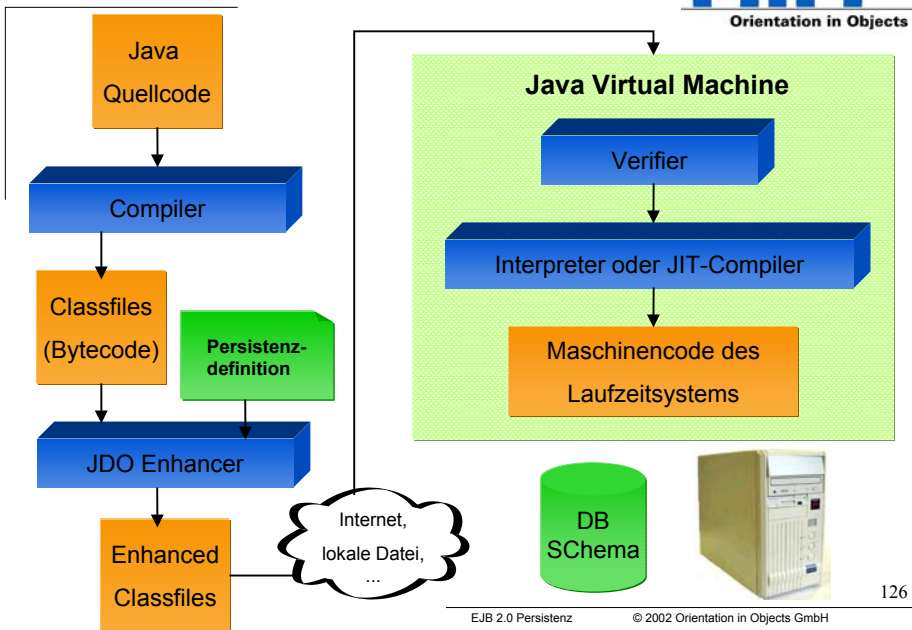 Orientation in Objects
Java
Quellcode
Compiler
Classfiles
(Bytecode)
Persistenz-
definition
JDO Enhancer
Enhanced
Classfiles
Internet,
lokale Datei,
...
Java Virtual Machine
Verifier
Interpreter oder JIT-Compiler
Maschinencode des
Laufzeitsystems
DB
SChema
126
EJB 2.0 Persistenz
© 2002 Orientation in Objects GmbH